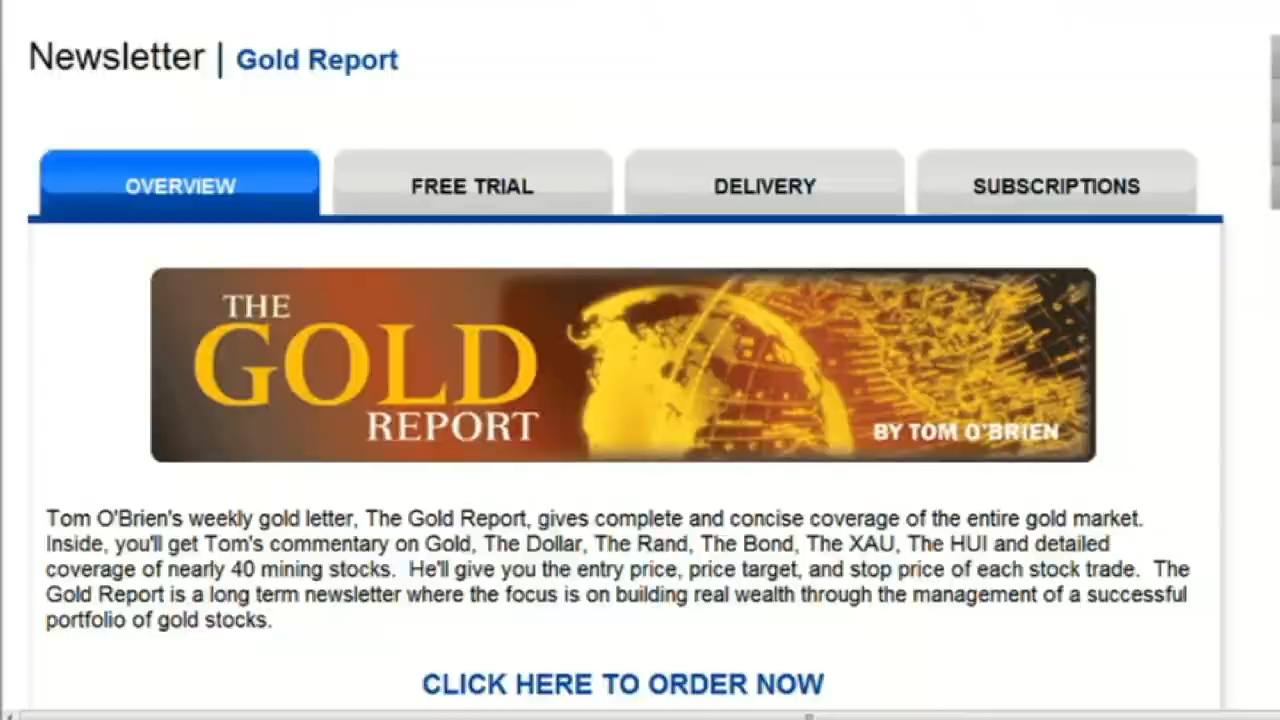 Newsletter | Gold Report
OVERVIEW FREE TRIAL DELIVERY SUBSCRIPTIONS
THE
GOLD
REPORT
BY TOM O'BRIEN
Tom O'Brien's weekly gold letter, The Gold Report, gives complete and concise coverage of the entire gold market.
Inside, you'll get Tom's commentary on Gold, The Dollar, The Rand, The Bond, The XAU, The HUI and detailed
coverage of nearly 40 mining stocks.  He'll give you the entry price, price target, and stop price of each stock trade.  The
Gold Report is a long term newsletter where the focus is on building real wealth through the management of a successful
portfolio of gold stocks.
CLICK HERE TO ORDER NOW